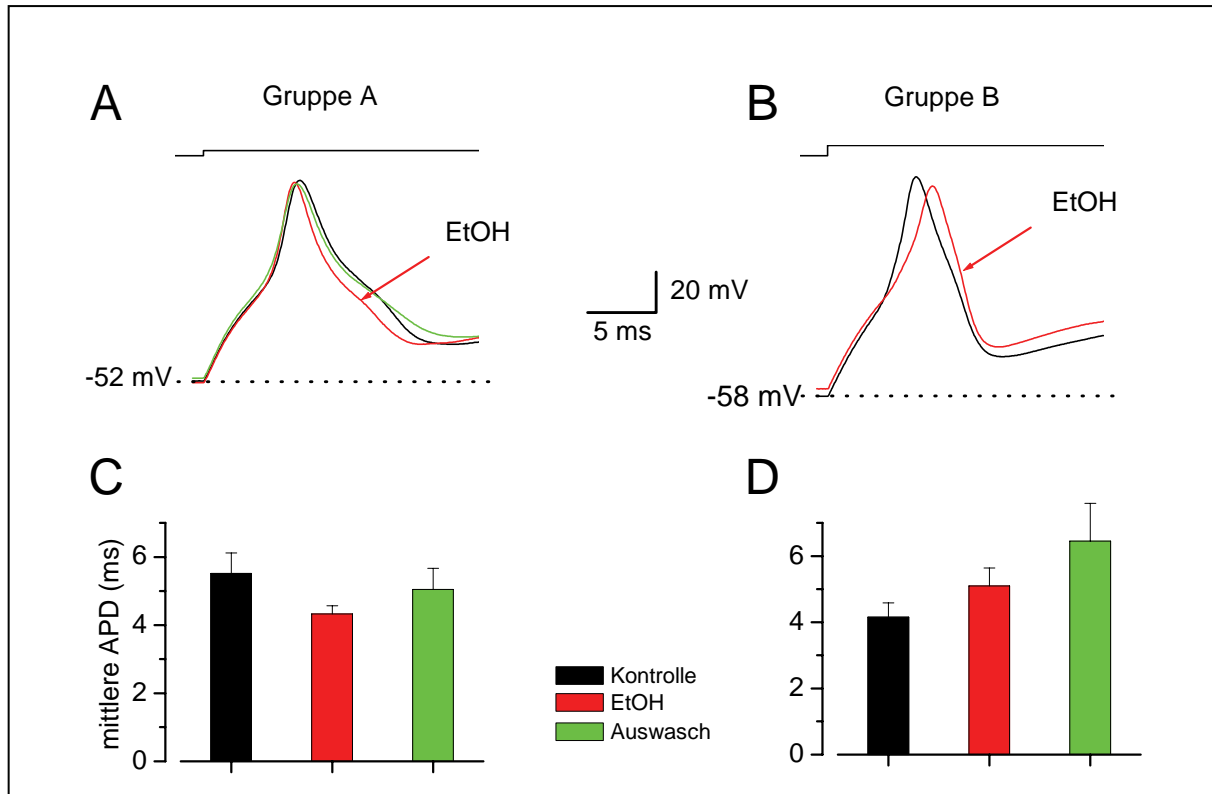 A
Gruppe A
EtOH
-52 mV
20 mV
5 ms
B
Gruppe B
EtOH
-58 mV
C
mittlere APD (ms)
6
4
2
0
Kontrolle
EtOH
Auswasch
D
6
4
2
0